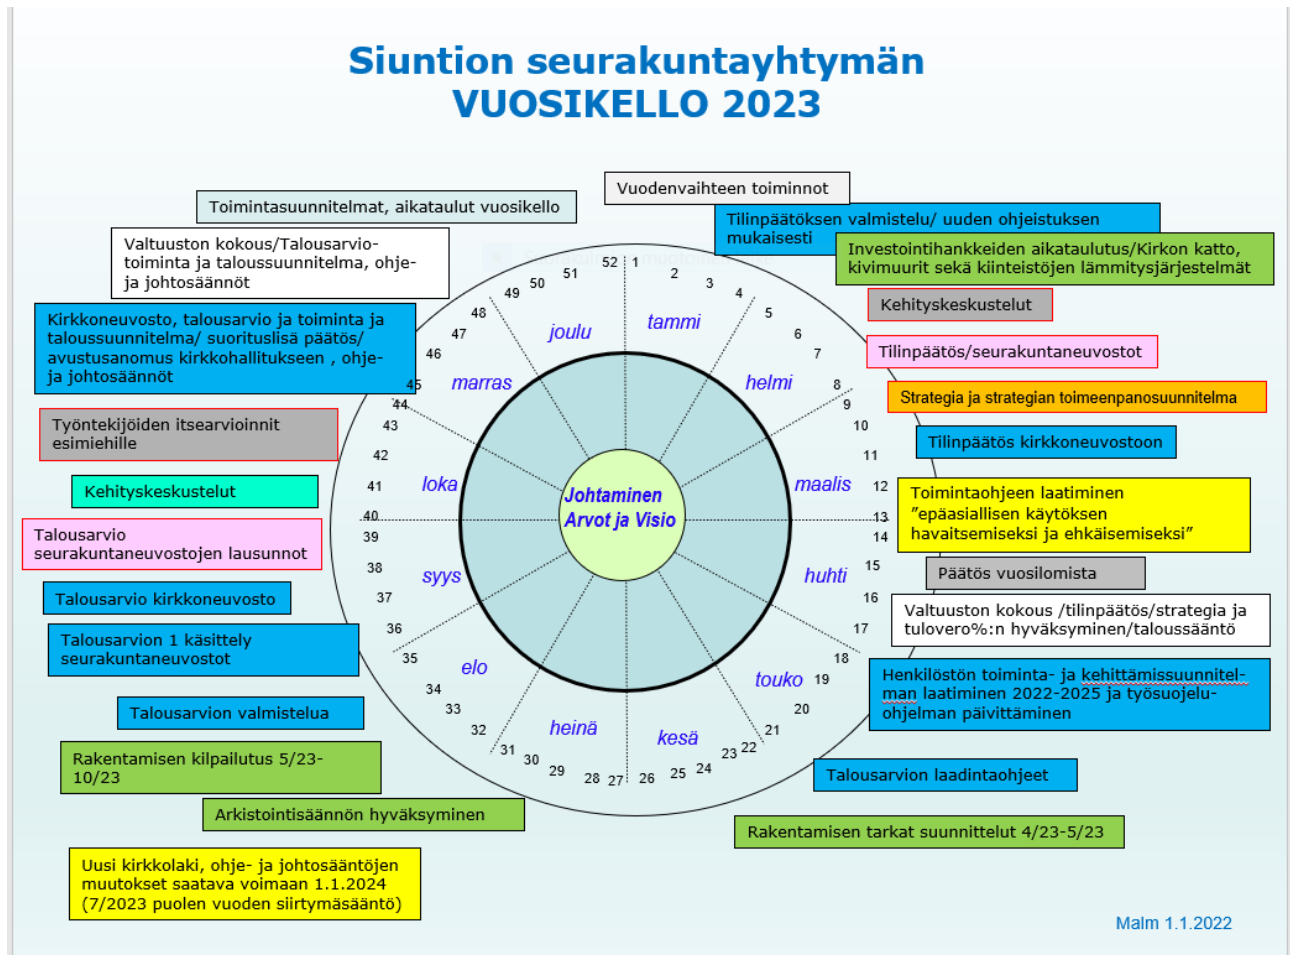 Siuntion seurakuntayhtymän
VUOSIKELLO 2023
Vuodenvaihteen toiminnot
Tilinpäätöksen valmistelu/ uuden ohjeistuksen
mukaisesti
Investointihankkeiden aikataulutus/Kirkon katto,
kivimuurit sekä kiinteistöjen lämmitysjärjestelmät
Kehityskeskustelut
Tilinpäätös/seurakuntaneuvostot
Strategia ja strategian toimeenpanosuunnitelma
Tilinpäätös kirkkoneuvostoon
Toimintaohjeen laatiminen
”epäasiallisen käytöksen
havaitsemiseksi ja ehkäisemiseksi”
Päätös vuosilomista
Valtuuston kokous /tilinpäätös/strategia ja
tulovero%:n hyväksyminen/taloussääntö
Henkilöstön toiminta- ja kehittämissuunnitel-
man laatiminen 2022-2025 ja työsuojelu-
ohjelman päivittäminen
Talousarvion laadintaohjeet
Rakentamisen tarkat suunnittelut 4/23-5/23
Toimintasuunnitelmat, aikataulut vuosikello
Valtuuston kokous/Talousarvio-
toiminta ja taloussuunnitelma, ohje-
ja johtosäännöt
Kirkkoneuvosto, talousarvio ja toiminta ja
taloussuunnitelma/ suorituslisä päätös/
avustusanomus kirkkohallitukseen , ohje-
ja johtosäännöt
Työntekijöiden itsearvioinnit
esimiehille
Kehityskeskustelut
Talousarvio
seurakuntaneuvostojen lausunnot
Talousarvio kirkkoneuvosto
Talousarvion 1 käsittely
seurakuntaneuvostot
Talousarvion valmistelua
Rakentamisen kilpailutus 5/23-
10/23
Arkistointisäännön hyväksyminen
Uusi kirkkolaki, ohje- ja johtosääntöjen
muutokset saatava voimaan 1.1.2024
(7/2023 puolen vuoden siirtymäsääntö)
1
2
3
4
5
6
7
8
9
10
11
12
13
14
15
16
17
18
19
20
21
22
23
24
25
26
27
28
29
30
31
32
33
34
35
36
37
38
39
40
41
42
43
44
45
46
47
48
49
50
51
52
tammi
helmi
maalis
huhti
touko
kesä
heinä
elo
syys
loka
marras
joulu
Johtaminen
Arvot ja Visio
Malm 1.1.2022